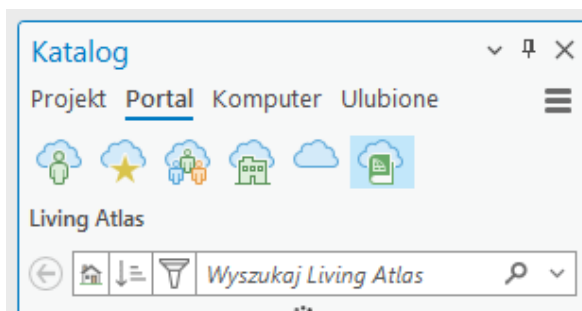 Katalog
Projekt Portal Komputer Ulubione
Living Atlas
Wyszukaj Living Atlas